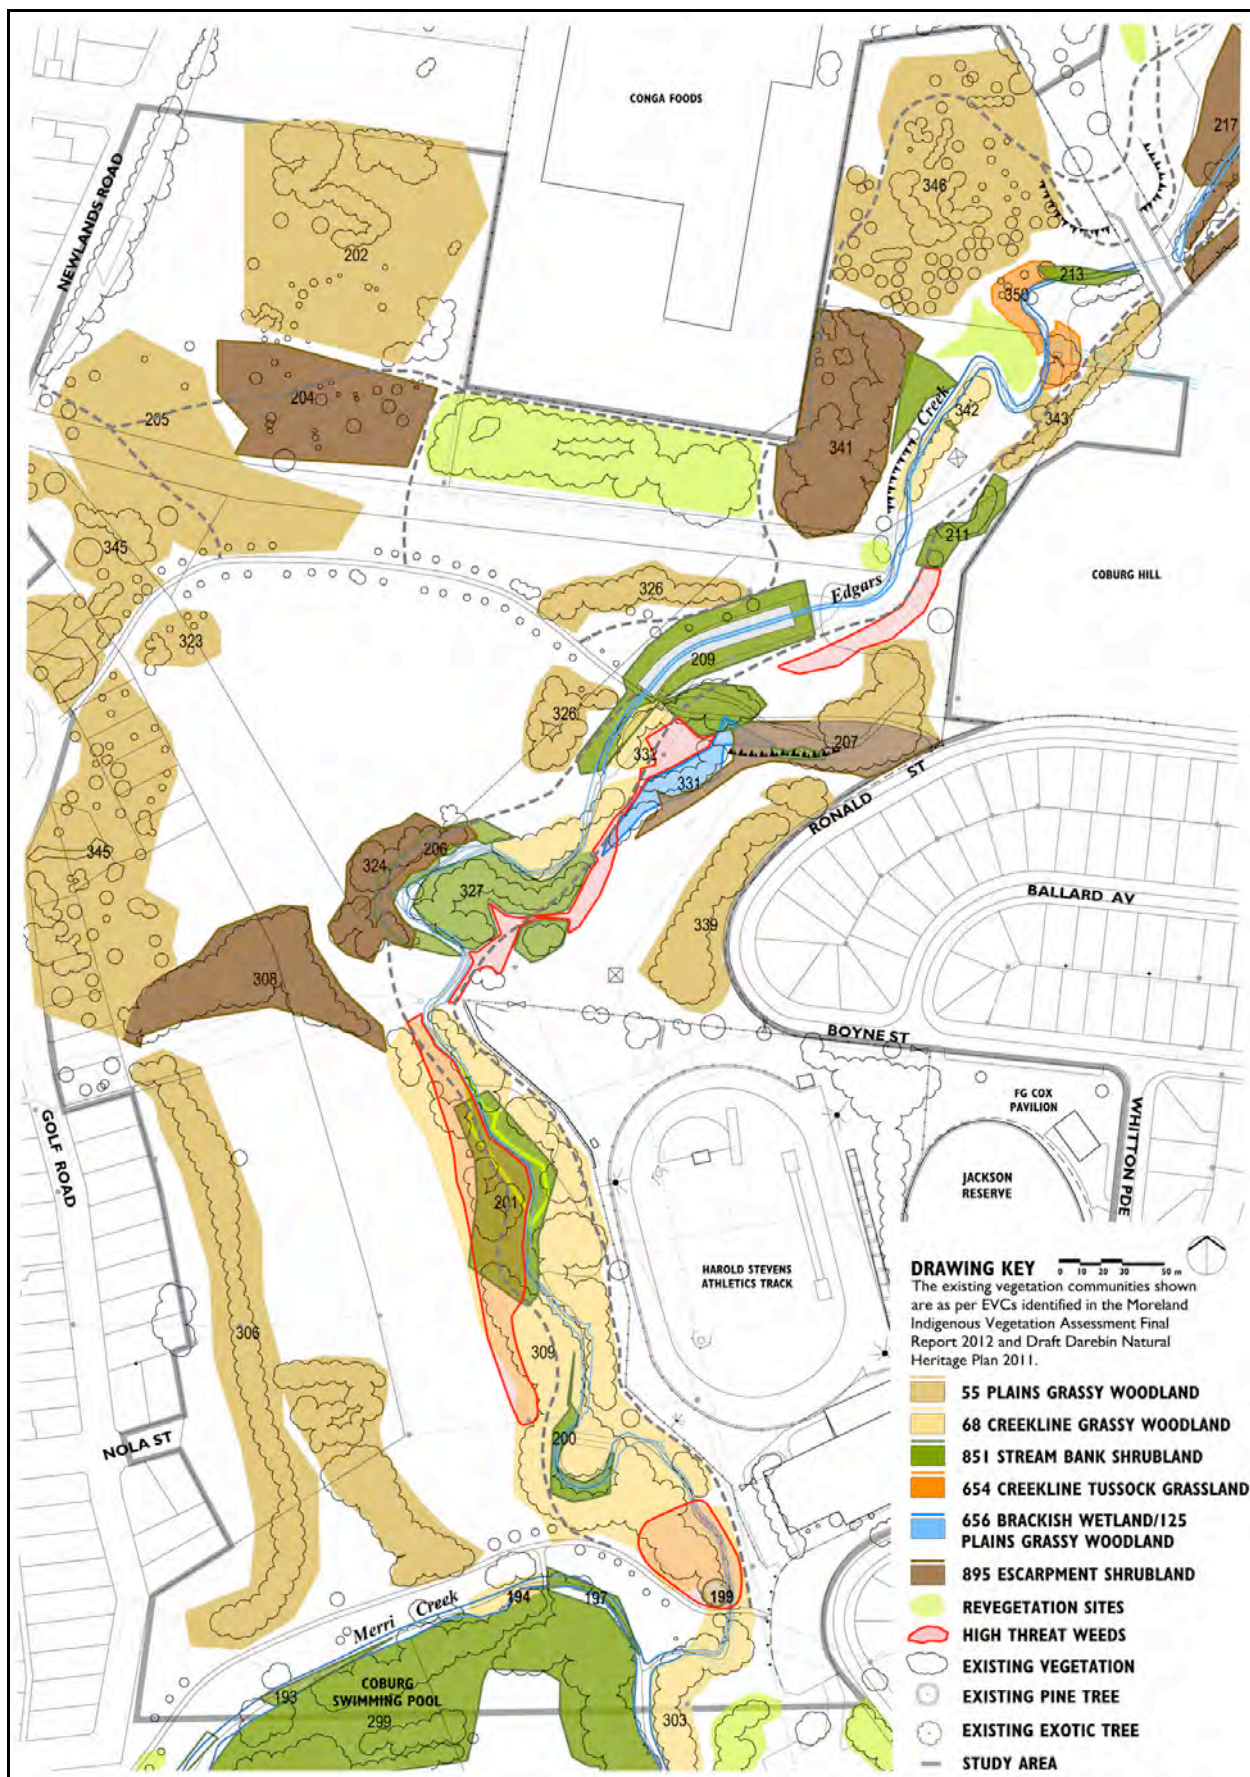 CONGA FOODS
217
NEWLANDS ROAD
346
202
213
350
204
205
342
343
341
Creek
211
345
COBURG HILL
326
Edgars
323
209
326
332
207
331
RONALD ST
345
206
324
327
BALLARD AV
339
308
BOYNE ST
FG COX
PAVILION
WHITTON PDE
GOLF ROAD
JACKSON
RESERVE
201
HAROLD STEVENS
ATHLETICS TRACK
306
309
NOLA ST
200
194
197
199
Merri Creek
193
COBURG
SWIMMING POOL
299
303
DRAWING KEY
0 10 20 30 50 m
The existing vegetation communities shown
are as per EVCs identified in the Moreland
Indigenous Vegetation Assessment Final
Report 2012 and Draft Darebin Natural
Heritage Plan 2011.
55 PLAINS GRASSY WOODLAND
68 CREEKLINE GRASSY WOODLAND
851 STREAM BANK SHRUBLAND
654 CREEKLINE TUSSOCK GRASSLAND
656 BRACKISH WETLAND/125
PLAINS GRASSY WOODLAND
895 ESCARPMENT SHRUBLAND
REVEGETATION SITES
HIGH THREAT WEEDS
EXISTING VEGETATION
EXISTING PINE TREE
EXISTING EXOTIC TREE
STUDY AREA